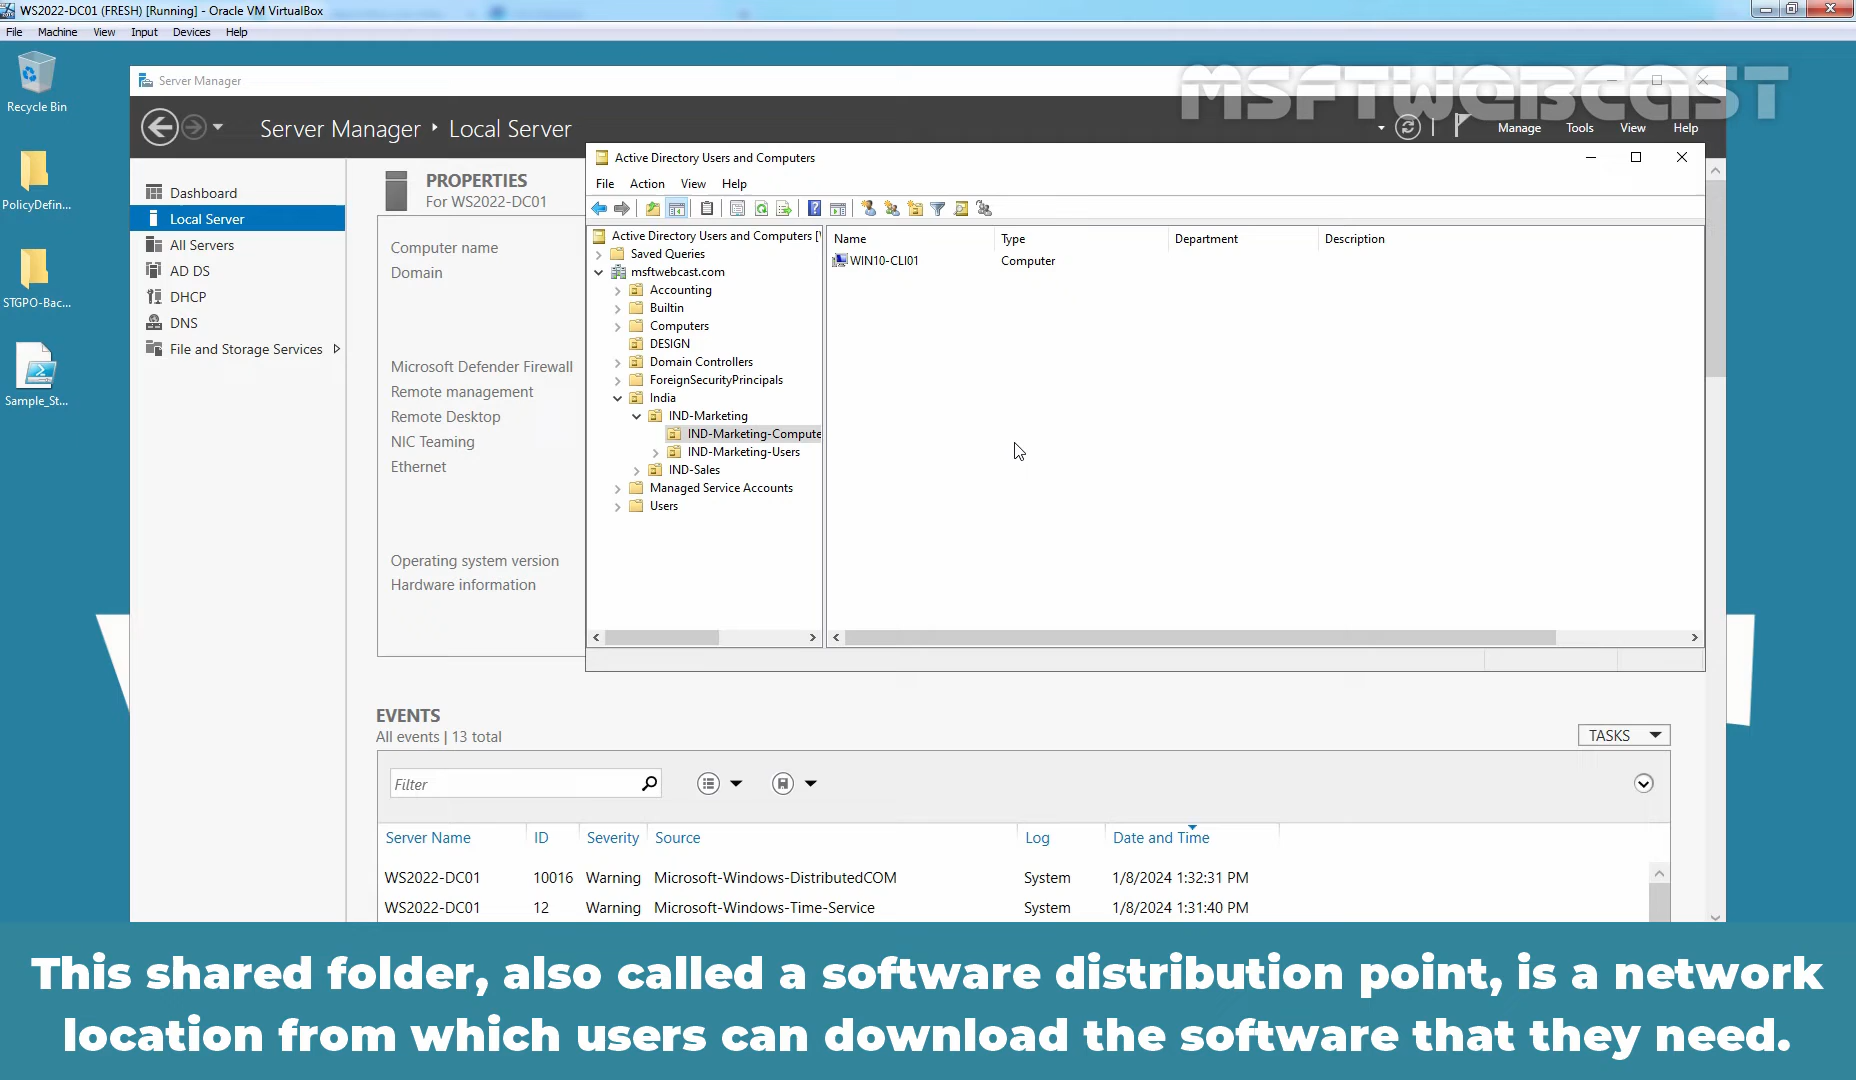 WS2022-DC01 (FRESH) [Running] - Oracle VM VirtualBox
File Machine View Input Devices Help
MSFTWEBCAST
Recycle Bin
PolicyDefin...
STGPO-Bac...
Sample_St...
Server Manager
Server Manager Local Server
Manage Tools View Help
Dashboard
Local Server
All Servers
AD DS
DHCP
DNS
File and Storage Services
PROPERTIES
For WS2022-DC01
Computer name
Domain
Microsoft Defender Firewall
Remote management
Remote Desktop
NIC Teaming
Ethernet
Operating system version
Hardware information
Active Directory Users and Computers
File Action View Help
Active Directory Users and Computers [
Saved Queries
msftwebcast.com
Accounting
Builtin
Computers
DESIGN
Domain Controllers
ForeignSecurityPrincipals
India
IND-Marketing
IND-Marketing-Compute
IND-Marketing-Users
IND-Sales
Managed Service Accounts
Users
Name Type Department Description
WIN10-CLI01 Computer
EVENTS
All events | 13 total
TASKS
Filter
Server Name ID Severity Source Log Date and Time
WS2022-DC01 10016 Warning Microsoft-Windows-DistributedCOM System 1/8/2024 1:32:31 PM
WS2022-DC01 12 Warning Microsoft-Windows-Time-Service System 1/8/2024 1:31:40 PM
This shared folder, also called a software distribution point, is a network
location from which users can download the software that they need.